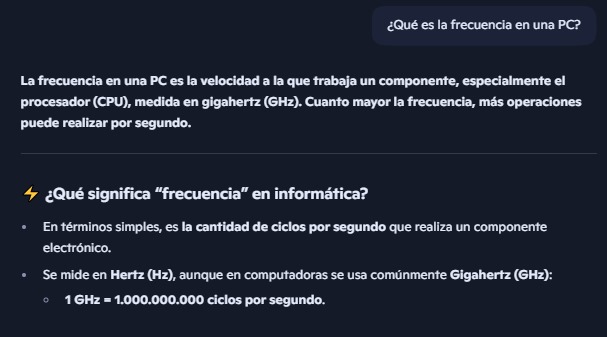 ¿Qué es la frecuencia en una PC?
La frecuencia en una PC es la velocidad a la que trabaja un componente, especialmente el
procesador (CPU), medida en gigahertz (GHz). Cuanto mayor la frecuencia, más operaciones
puede realizar por segundo.
⚡ ¿Qué significa “frecuencia” en informática?
• En términos simples, es la cantidad de ciclos por segundo que realiza un componente
electrónico.
• Se mide en Hertz (Hz), aunque en computadoras se usa comúnmente Gigahertz (GHz):
○ 1 GHz = 1.000.000.000 ciclos por segundo.